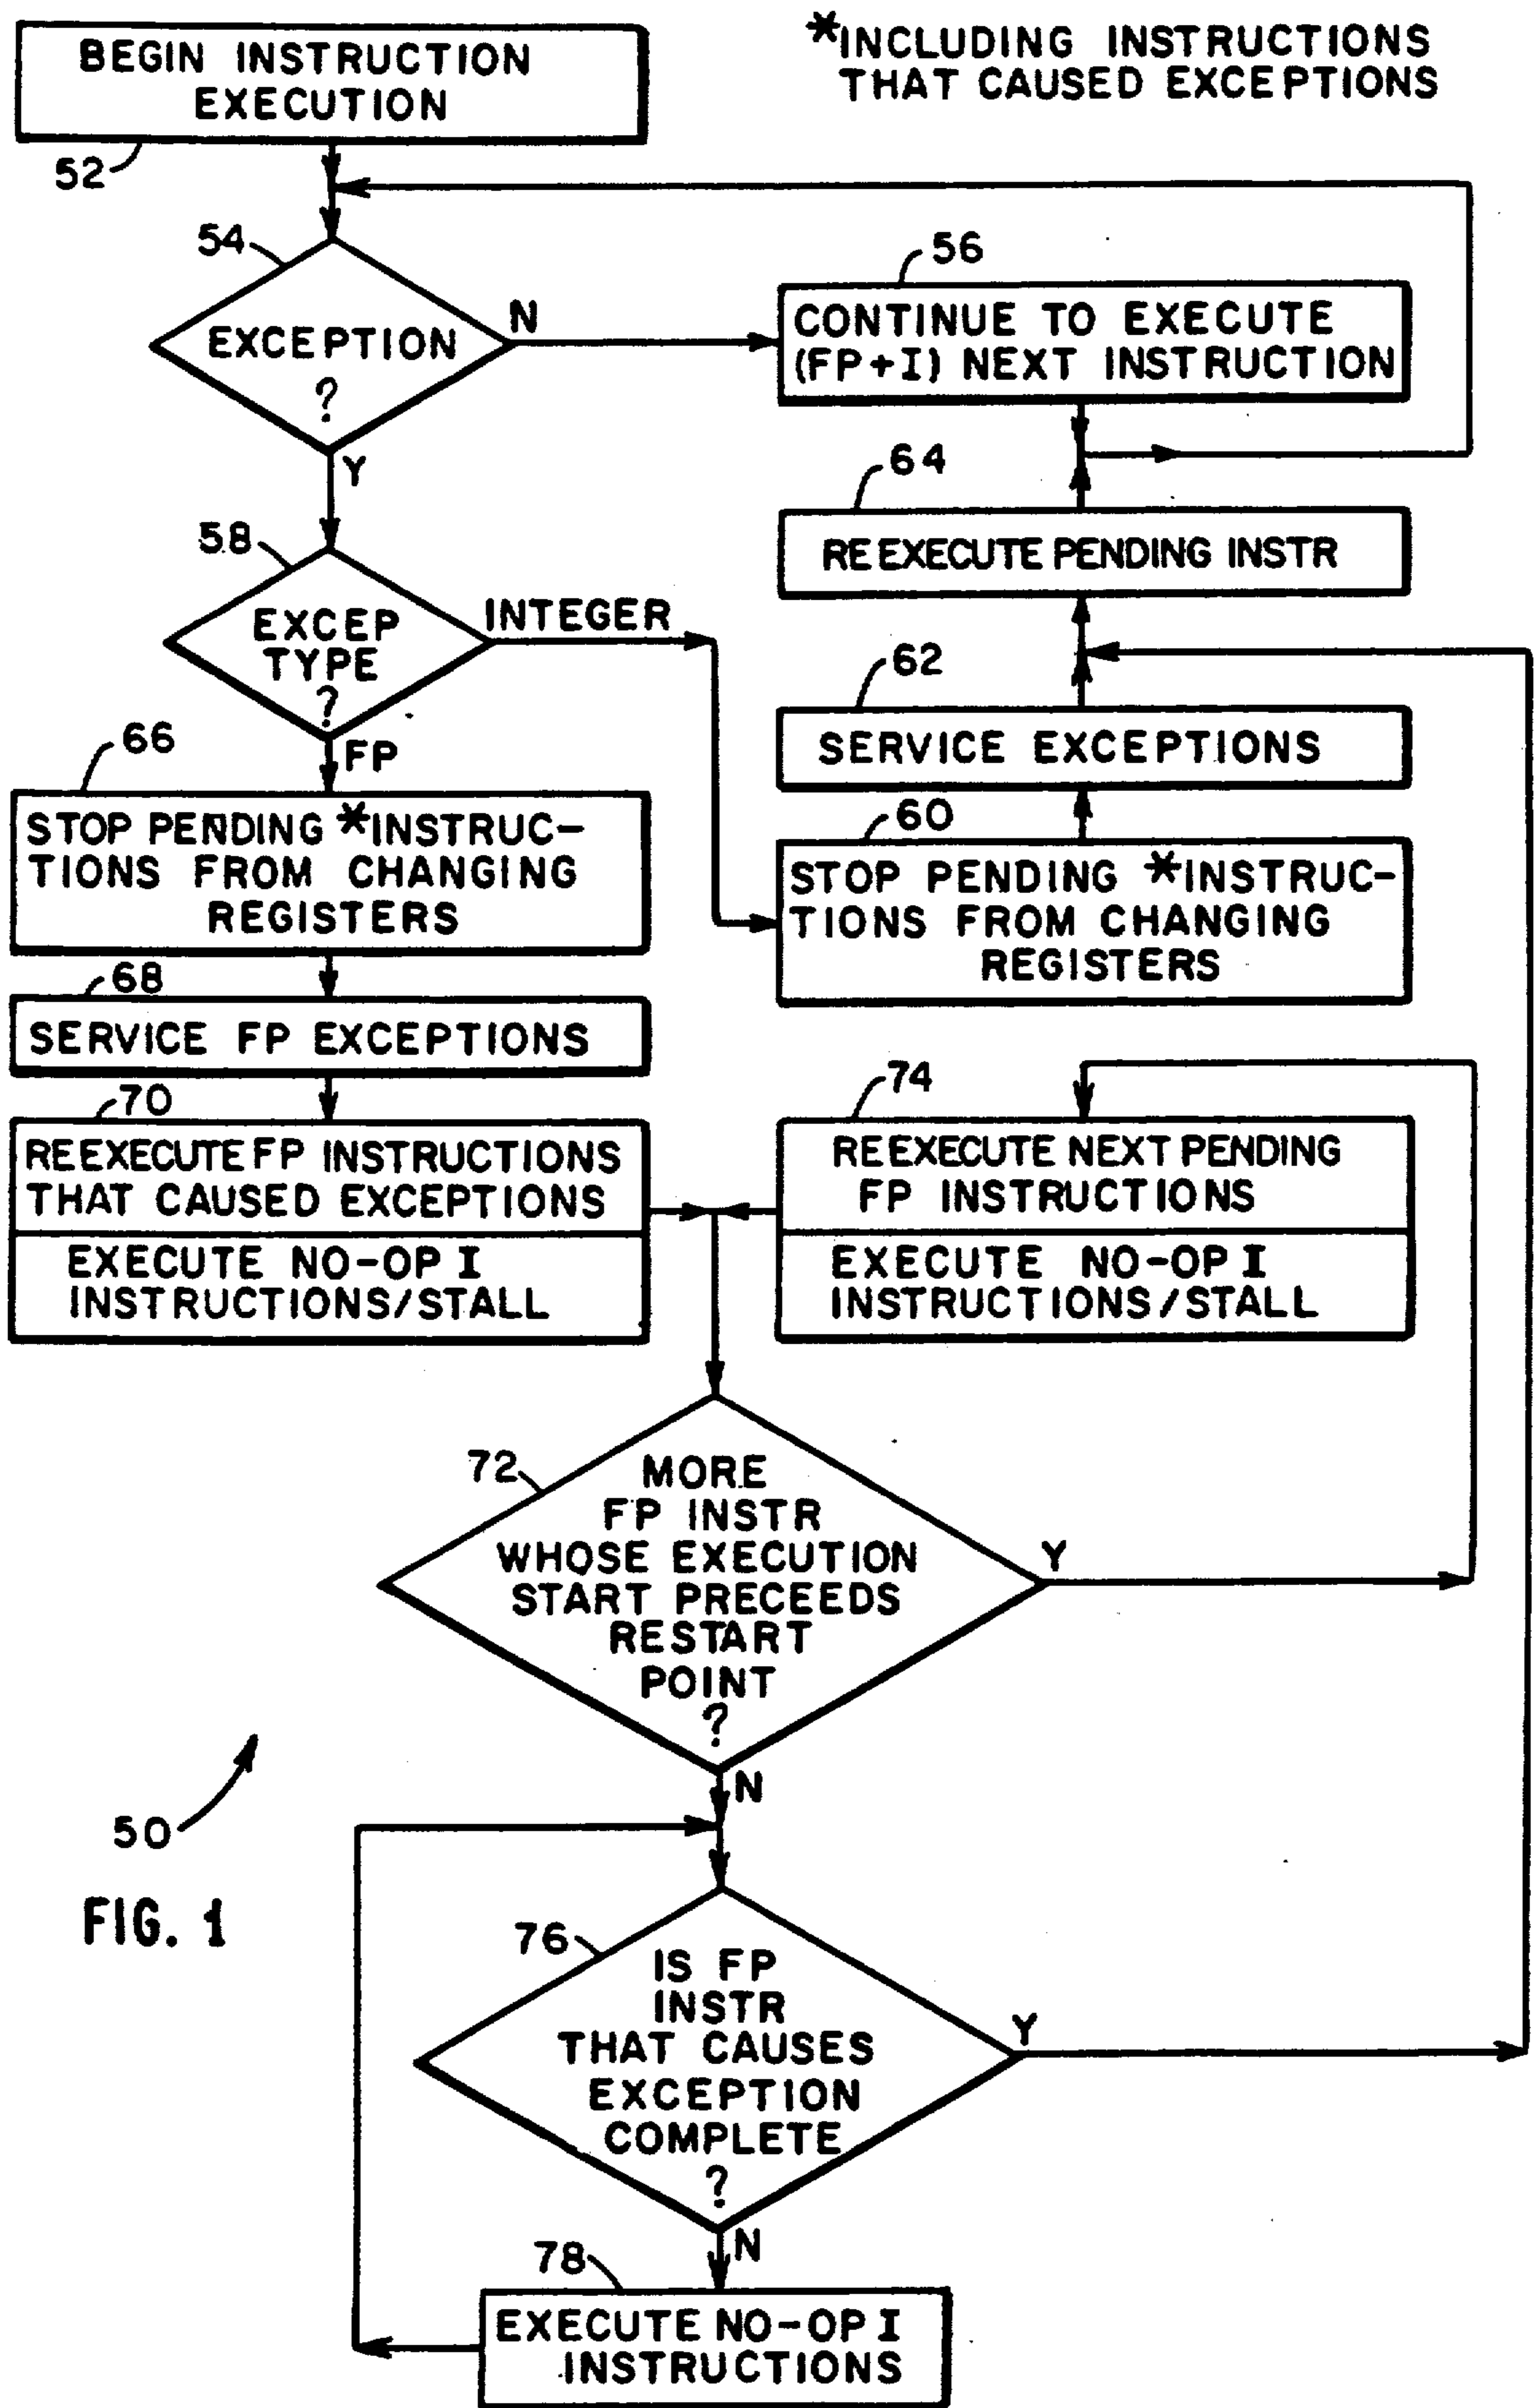 BEGIN INSTRUCTION
EXECUTION
*INCLUDING INSTRUCTIONS
THAT CAUSED EXCEPTIONS
52
54
EXCEPTION
?
N
Y
56
CONTINUE TO EXECUTE
(FP+I) NEXT INSTRUCTION
64
REEXECUTE PENDING INSTR
58
EXCEP
TYPE
?
INTEGER
FP
62
SERVICE EXCEPTIONS
60
STOP PENDING *INSTRUC-
TIONS FROM CHANGING
REGISTERS
66
STOP PENDING *INSTRUC-
TIONS FROM CHANGING
REGISTERS
68
SERVICE FP EXCEPTIONS
70
REEXECUTE FP INSTRUCTIONS
THAT CAUSED EXCEPTIONS
EXECUTE NO-OP I
INSTRUCTIONS/STALL
74
REEXECUTE NEXT PENDING
FP INSTRUCTIONS
EXECUTE NO-OP I
INSTRUCTIONS/STALL
72
MORE
FP INSTR
WHOSE EXECUTION
START PRECEEDS
RESTART
POINT
?
Y
N
50
FIG. 1
76
IS FP
INSTR
THAT CAUSES
EXCEPTION
COMPLETE
?
Y
N
78
EXECUTE NO-OP I
INSTRUCTIONS